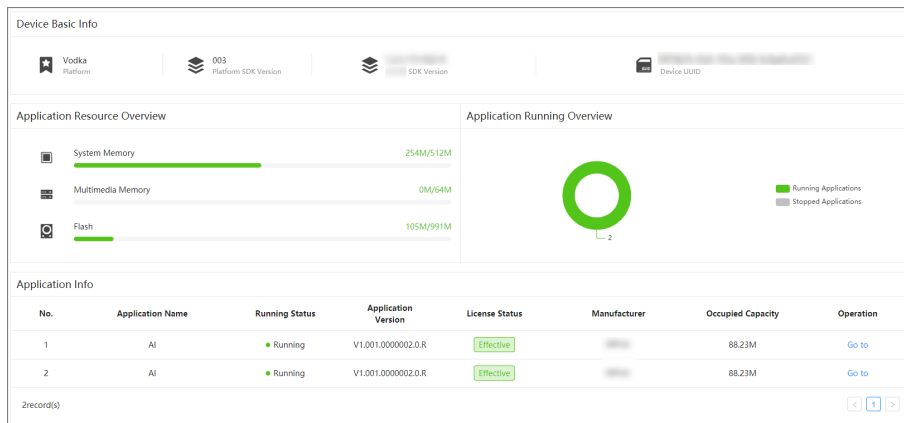 Device Basic Info
Vodka
Platform
003
Platform SDK Version
SDK Version
Device UUID
Application Resource Overview
System Memory
254M/512M
Multimedia Memory
0M/64M
Flash
105M/991M
Application Running Overview
2
Running Applications
Stopped Applications
Application Info
No. Application Name Running Status Application Version License Status Manufacturer Occupied Capacity Operation
1 AI Running V1.001.0000002.0.R Effective 88.23M Go to
2 AI Running V1.001.0000002.0.R Effective 88.23M Go to
2record(s)
< 1 >